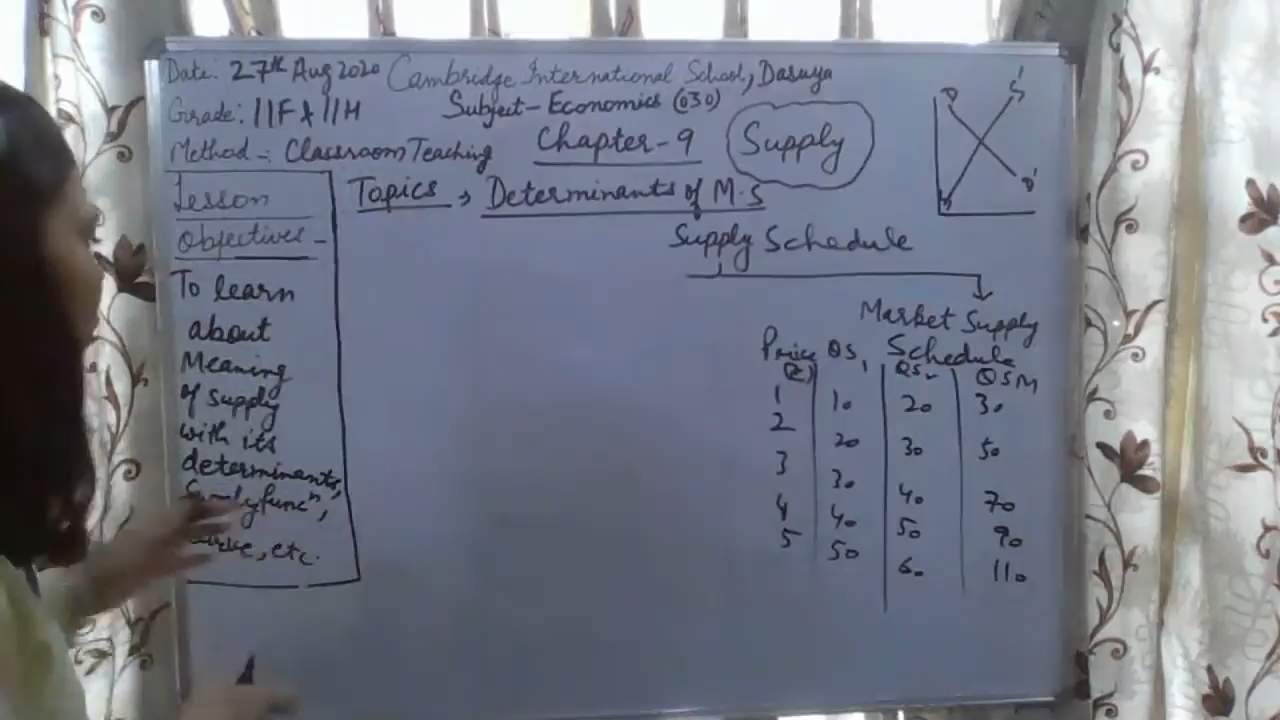 Date: 27th Aug 2020 Cambridge International School, Dasuya
Grade: 11F & 11H Subject - Economics (030)
Method -: Classroom Teaching Chapter-9 Supply
Lesson
Objectives -
To learn
about
Meaning
of supply
with its
determinants,
func^n,
etc.
Topics → Determinants of M.S
Supply Schedule
Market Supply
Schedule
Price (₹) QS1 QS2 QSM
1 10 20 30
2 20 30 50
3 30 40 70
4 40 50 90
5 50 60 110
D S'
D'